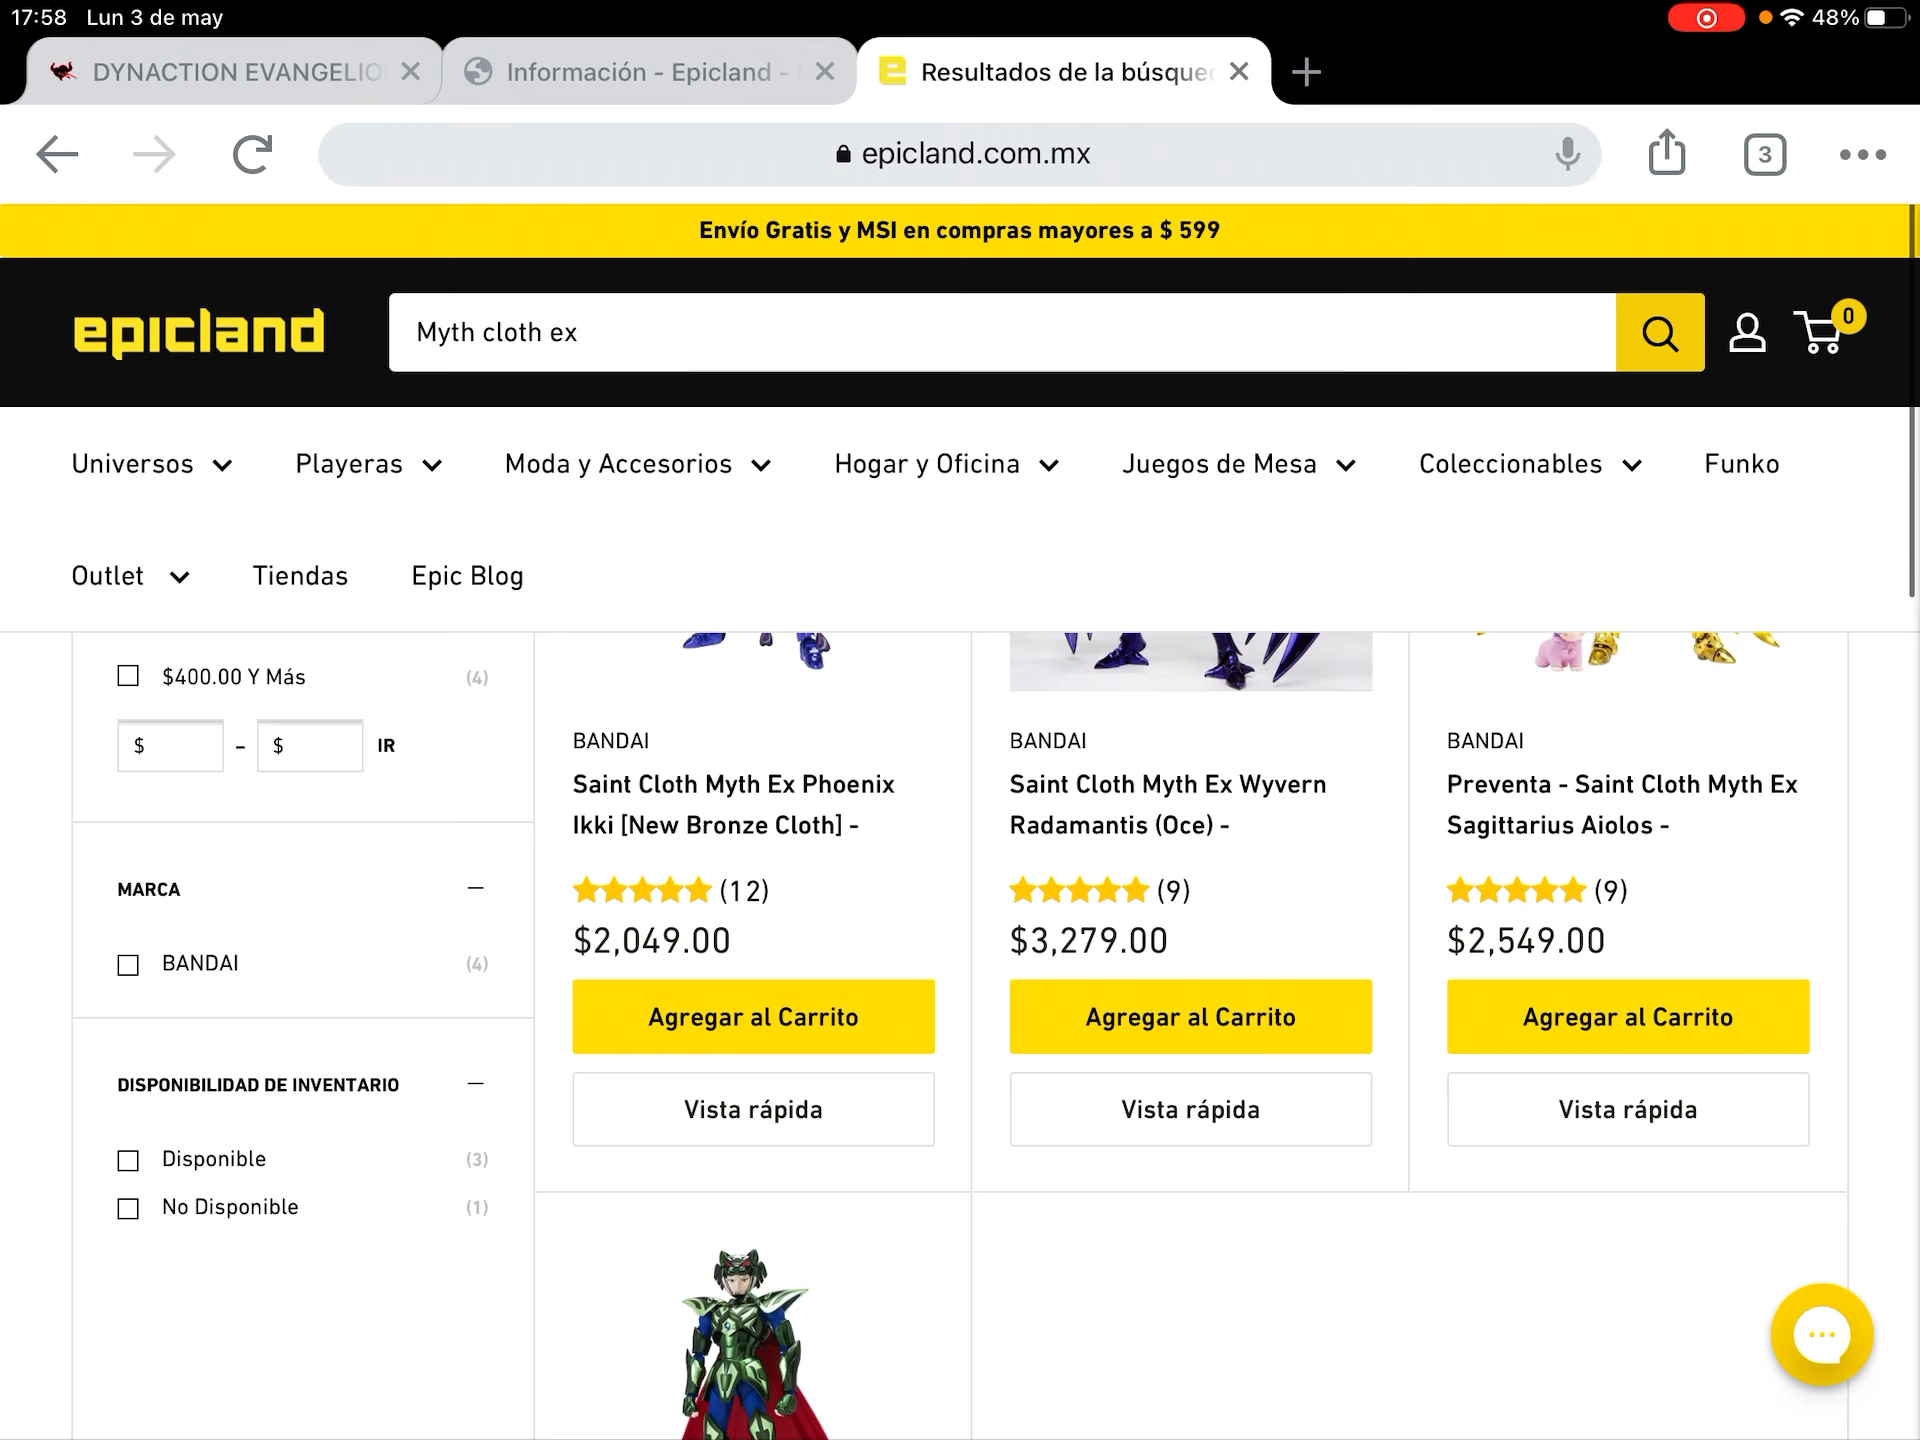 17:58 Lun 3 de may
48%
DYNACTION EVANGELIO
Información - Epicland -
Resultados de la búsque
epicland.com.mx
3
Envío Gratis y MSI en compras mayores a $ 599
epicland
Myth cloth ex
0
Universos
Playeras
Moda y Accesorios
Hogar y Oficina
Juegos de Mesa
Coleccionables
Funko
Outlet
Tiendas
Epic Blog
$400.00 Y Más (4)
$ - $ IR
MARCA
BANDAI (4)
DISPONIBILIDAD DE INVENTARIO
Disponible (3)
No Disponible (1)
BANDAI
Saint Cloth Myth Ex Phoenix
Ikki [New Bronze Cloth] -
(12)
$2,049.00
Agregar al Carrito
Vista rápida
BANDAI
Saint Cloth Myth Ex Wyvern
Radamantis (Oce) -
(9)
$3,279.00
Agregar al Carrito
Vista rápida
BANDAI
Preventa - Saint Cloth Myth Ex
Sagittarius Aiolos -
(9)
$2,549.00
Agregar al Carrito
Vista rápida